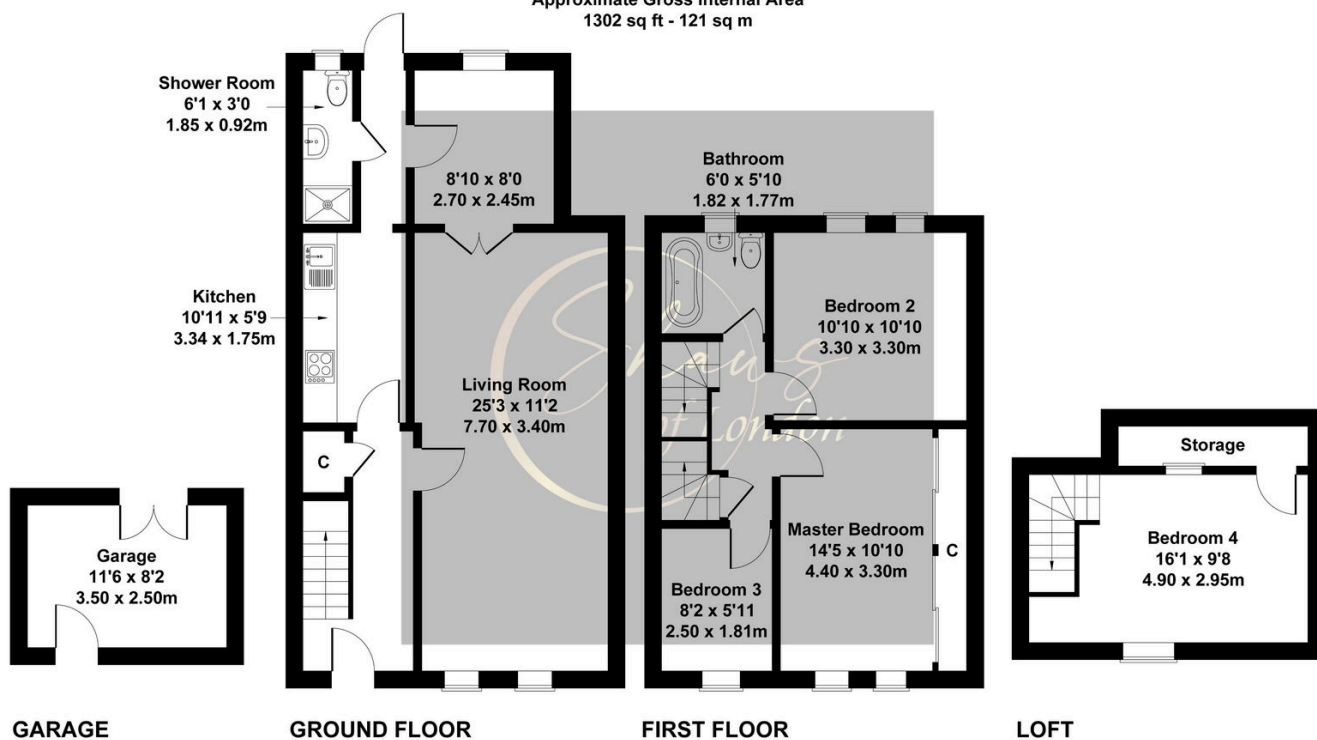 Approximate Gross Internal Area
1302 sq ft - 121 sq m
Shower Room
6'1 x 3'0
1.85 x 0.92m
8'10 x 8'0
2.70 x 2.45m
Kitchen
10'11 x 5'9
3.34 x 1.75m
Living Room
25'3 x 11'2
7.70 x 3.40m
C
Garage
11'6 x 8'2
3.50 x 2.50m
Bathroom
6'0 x 5'10
1.82 x 1.77m
Bedroom 2
10'10 x 10'10
3.30 x 3.30m
Master Bedroom
14'5 x 10'10
4.40 x 3.30m
C
Bedroom 3
8'2 x 5'11
2.50 x 1.81m
Storage
Bedroom 4
16'1 x 9'8
4.90 x 2.95m
Shaws
of London
GARAGE
GROUND FLOOR
FIRST FLOOR
LOFT